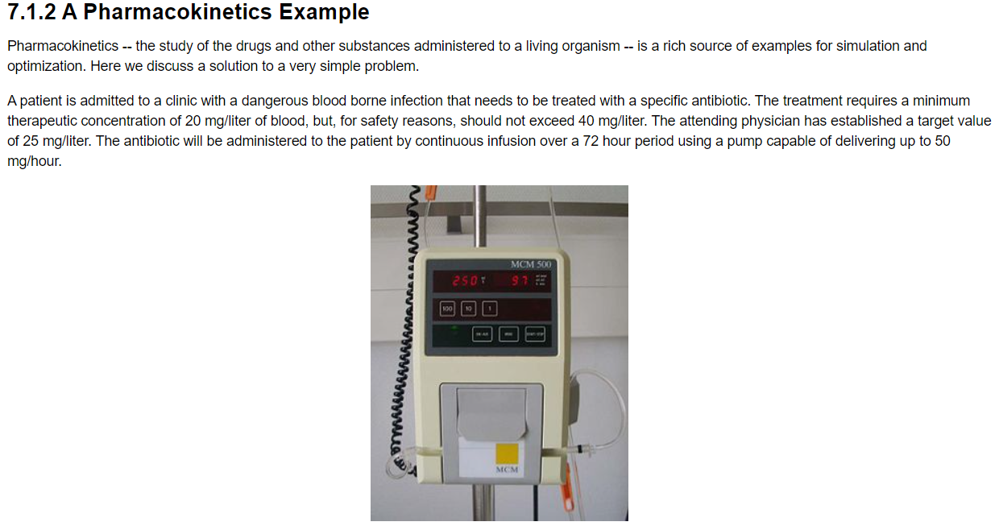 7.1.2 A Pharmacokinetics Example
Pharmacokinetics -- the study of the drugs and other substances administered to a living organism -- is a rich source of examples for simulation and
optimization. Here we discuss a solution to a very simple problem.
A patient is admitted to a clinic with a dangerous blood borne infection that needs to be treated with a specific antibiotic. The treatment requires a minimum
therapeutic concentration of 20 mg/liter of blood, but, for safety reasons, should not exceed 40 mg/liter. The attending physician has established a target value
of 25 mg/liter. The antibiotic will be administered to the patient by continuous infusion over a 72 hour period using a pump capable of delivering up to 50
mg/hour.
MCM 500
250 97
100 10 1
MCM